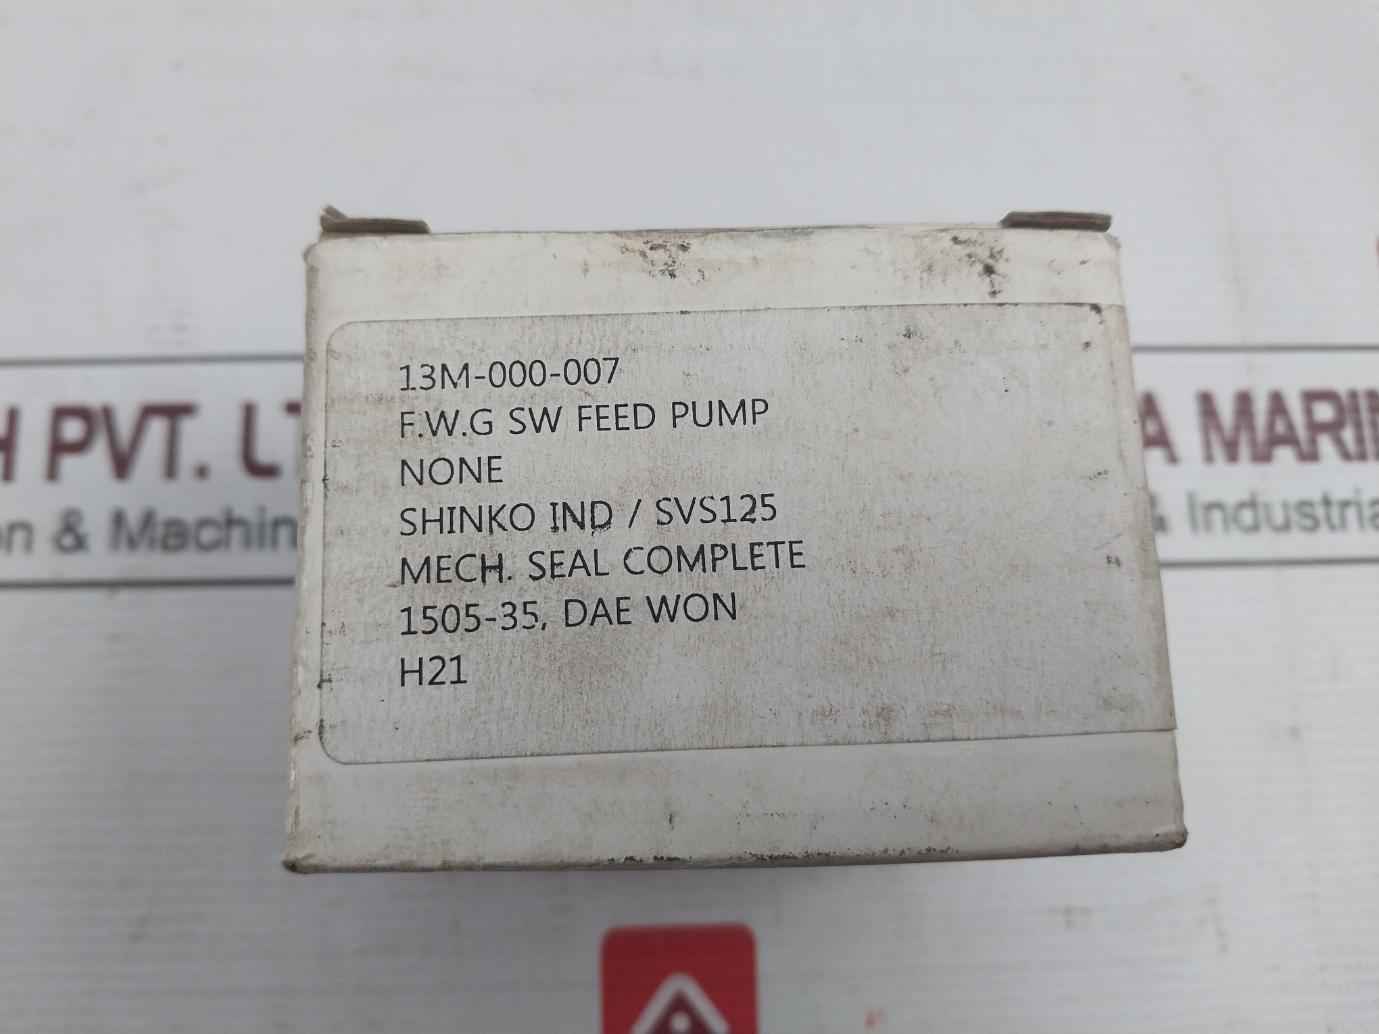 13M-000-007
F.W.G SW FEED PUMP
NONE
SHINKO IND / SVS125
MECH. SEAL COMPLETE
1505-35, DAE WON
H21
H PVT. LT
A MARIN
on & Machin
& Industria